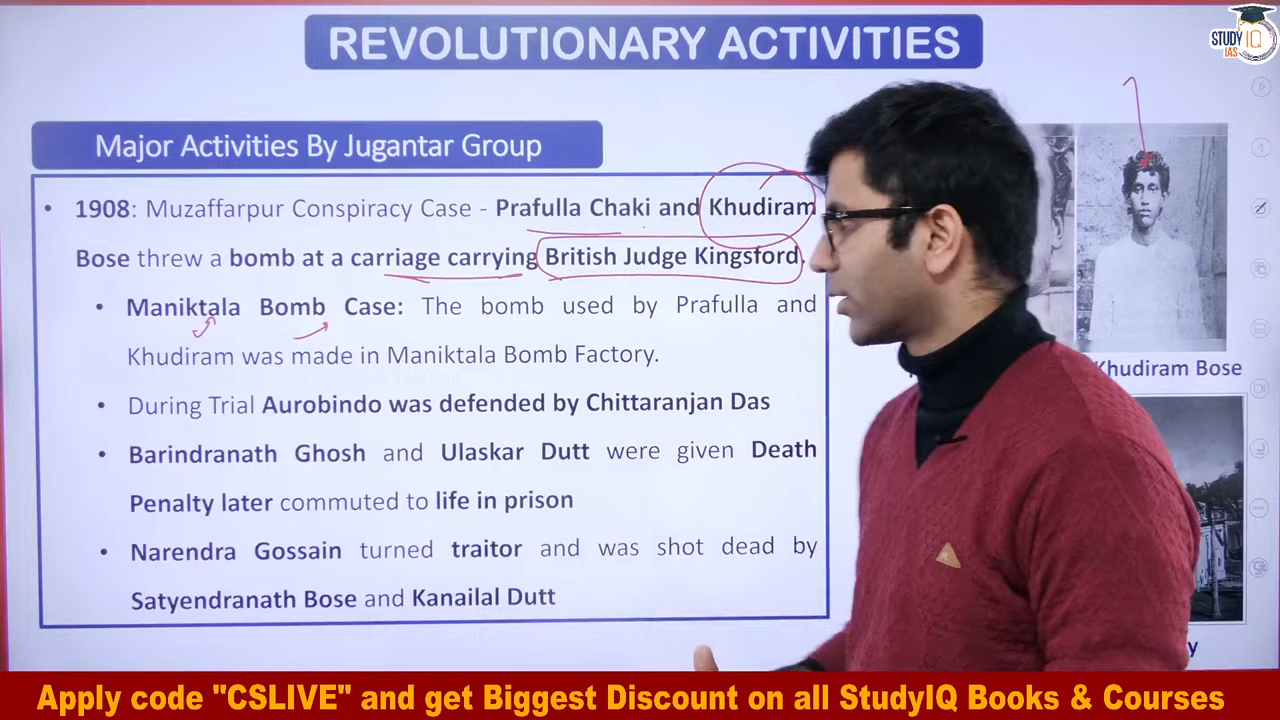 REVOLUTIONARY ACTIVITIES
STUDY IQ
IAS
Major Activities By Jugantar Group
• 1908: Muzaffarpur Conspiracy Case - Prafulla Chaki and Khudiram
Bose threw a bomb at a carriage carrying British Judge Kingsford.
• Maniktala Bomb Case: The bomb used by Prafulla and
Khudiram was made in Maniktala Bomb Factory.
• During Trial Aurobindo was defended by Chittaranjan Das
• Barindranath Ghosh and Ulaskar Dutt were given Death
Penalty later commuted to life in prison
• Narendra Gossain turned traitor and was shot dead by
Satyendranath Bose and Kanailal Dutt
Khudiram Bose
Apply code "CSLIVE" and get Biggest Discount on all StudyIQ Books & Courses